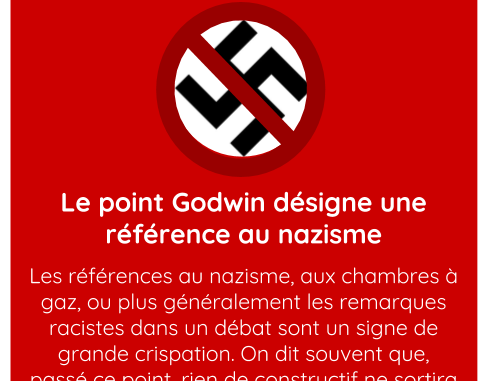 Le point Godwin désigne une
référence au nazisme
Les références au nazisme, aux chambres à
gaz, ou plus généralement les remarques
racistes dans un débat sont un signe de
grande crispation. On dit souvent que,
passé ce point, rien de constructif ne sortira